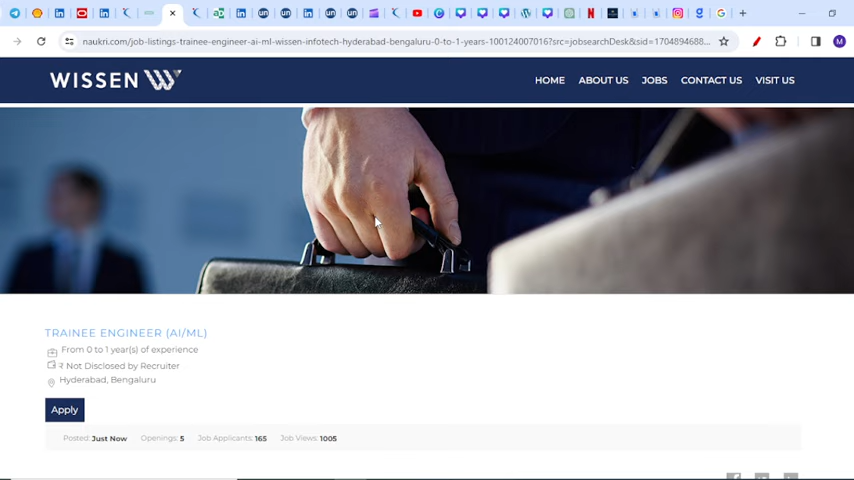 naukri.com/job-listings-trainee-engineer-ai-ml-wissen-infotech-hyderabad-bengaluru-0-to-1-years-100124007016?src=jobsearchDesk&sid=1704894688...
M
WISSEN
HOME ABOUT US JOBS CONTACT US VISIT US
TRAINEE ENGINEER (AI/ML)
From 0 to 1 year(s) of experience
₹ Not Disclosed by Recruiter
Hyderabad, Bengaluru
Apply
Posted: Just Now Openings: 5 Job Applicants: 165 Job Views: 1005